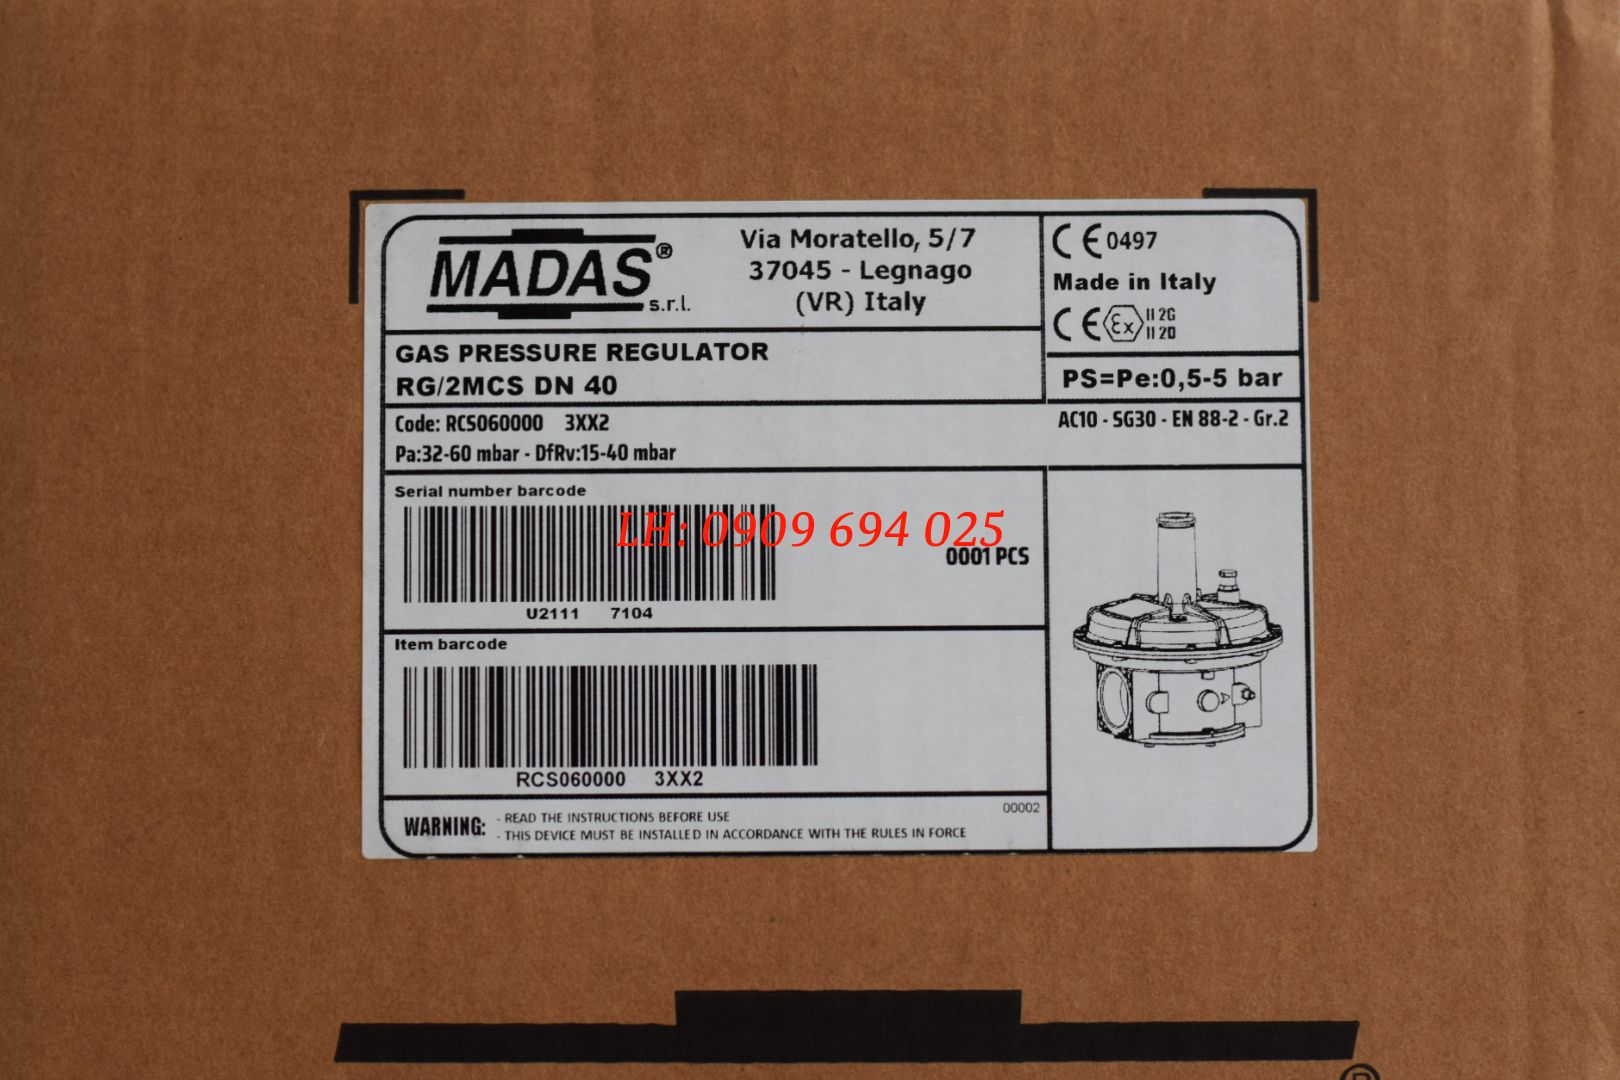 MADAS®
s.r.l.
Via Moratello, 5/7
37045 - Legnago
(VR) Italy
CE 0497
Made in Italy
CE Ex II 2G
II 2D
GAS PRESSURE REGULATOR
RG/2MCS DN 40
PS=Pe:0,5-5 bar
Code: RCS060000 3XX2
Pa:32-60 mbar - DfRv:15-40 mbar
AC10 - SG30 - EN 88-2 - Gr.2
Serial number barcode
LH: 0909 694 025
0001 PCS
U2111 7104
Item barcode
RCS060000 3XX2
WARNING:
- READ THE INSTRUCTIONS BEFORE USE
- THIS DEVICE MUST BE INSTALLED IN ACCORDANCE WITH THE RULES IN FORCE
00002
®